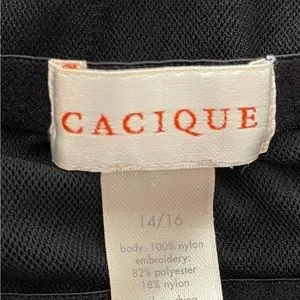 CACIQUE
14/16
body: 100% nylon
embroidery:
82% polyester
18% nylon